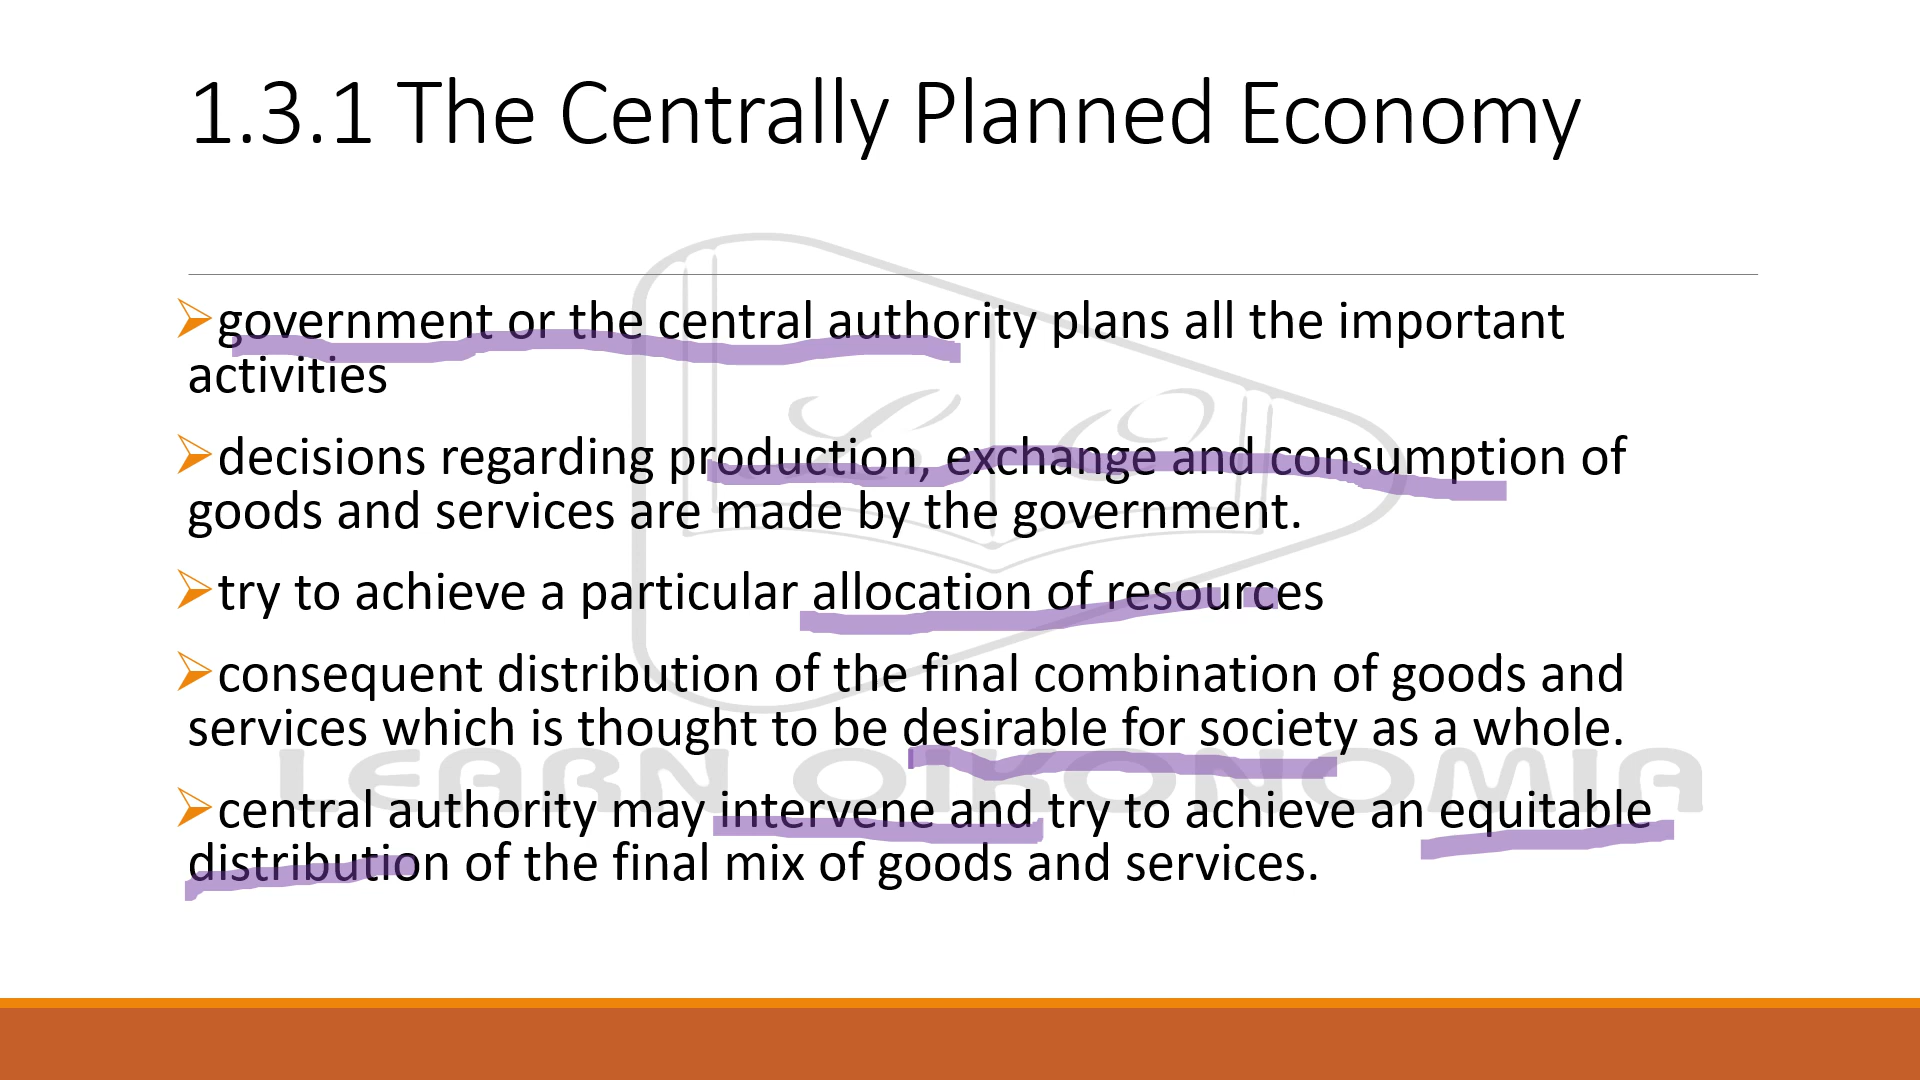 1.3.1 The Centrally Planned Economy
government or the central authority plans all the important
activities
decisions regarding production, exchange and consumption of
goods and services are made by the government.
try to achieve a particular allocation of resources
consequent distribution of the final combination of goods and
services which is thought to be desirable for society as a whole.
LEARN OIKONOMIA
central authority may intervene and try to achieve an equitable
distribution of the final mix of goods and services.